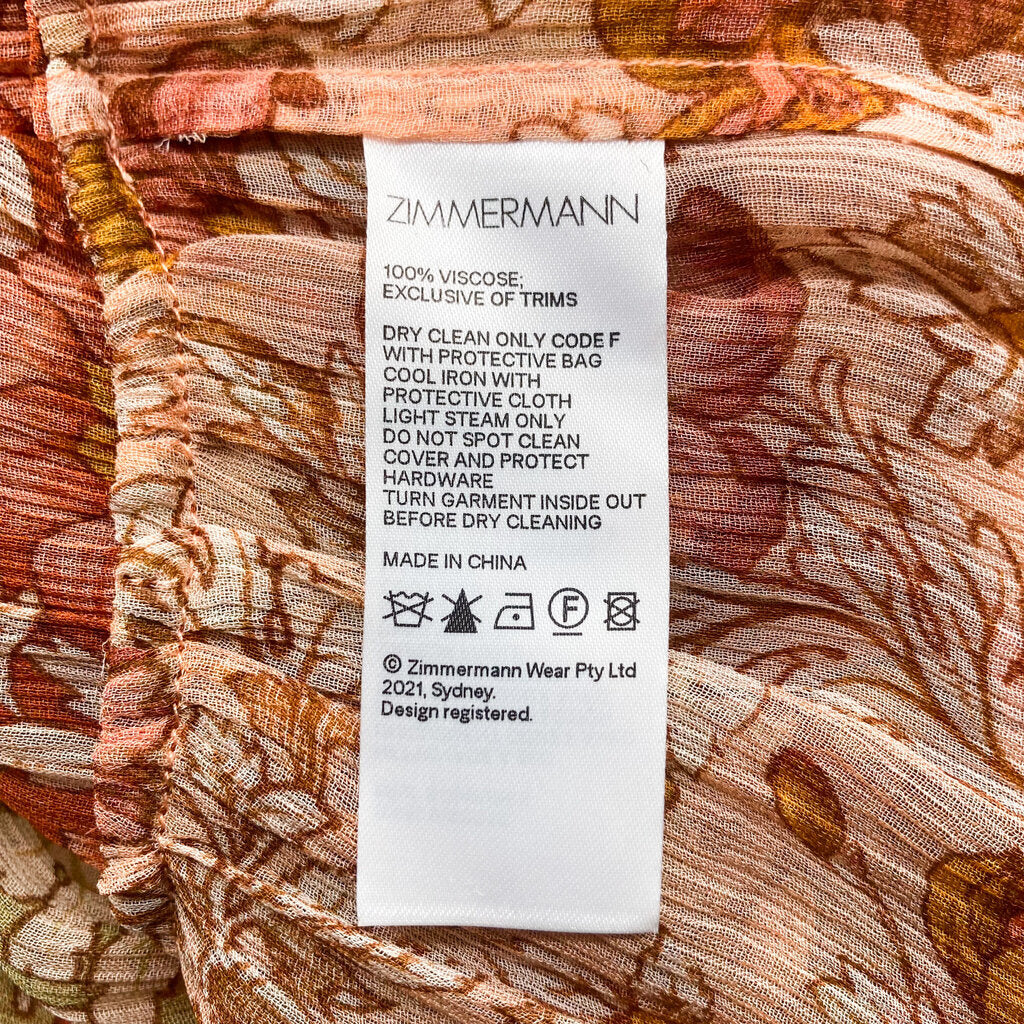 ZIMMERMANN
100% VISCOSE;
EXCLUSIVE OF TRIMS
DRY CLEAN ONLY CODE F
WITH PROTECTIVE BAG
COOL IRON WITH
PROTECTIVE CLOTH
LIGHT STEAM ONLY
DO NOT SPOT CLEAN
COVER AND PROTECT
HARDWARE
TURN GARMENT INSIDE OUT
BEFORE DRY CLEANING
MADE IN CHINA
F
© Zimmermann Wear Pty Ltd
2021, Sydney.
Design registered.